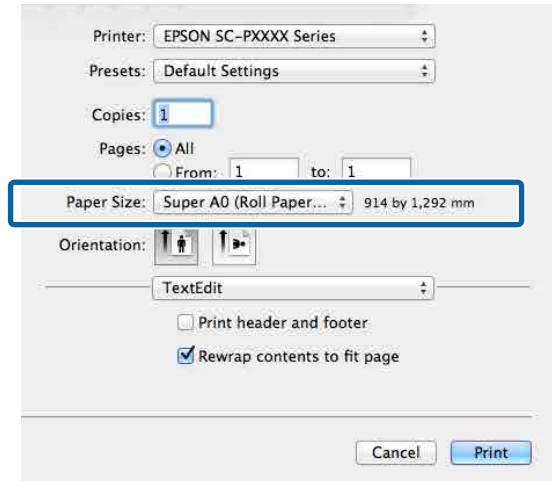 Printer: EPSON SC-PXXXX Series
Presets: Default Settings
Copies: 1
Pages: All
From: 1 to: 1
Paper Size: Super A0 (Roll Paper... 914 by 1,292 mm
Orientation:
TextEdit
Print header and footer
Rewrap contents to fit page
Cancel Print